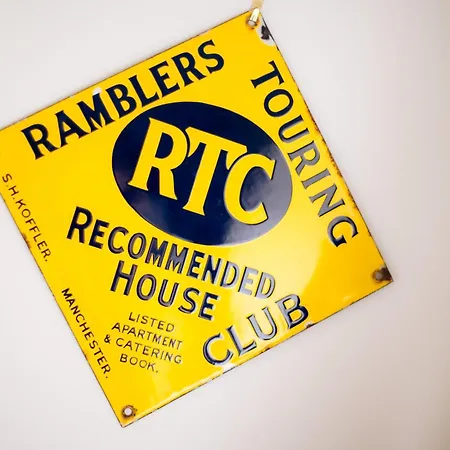 RAMBLERS
TOURING
CLUB
RTC
RECOMMENDED
HOUSE
LISTED
APARTMENT
& CATERING
BOOK.
S.H.KOFFLER.
MANCHESTER.